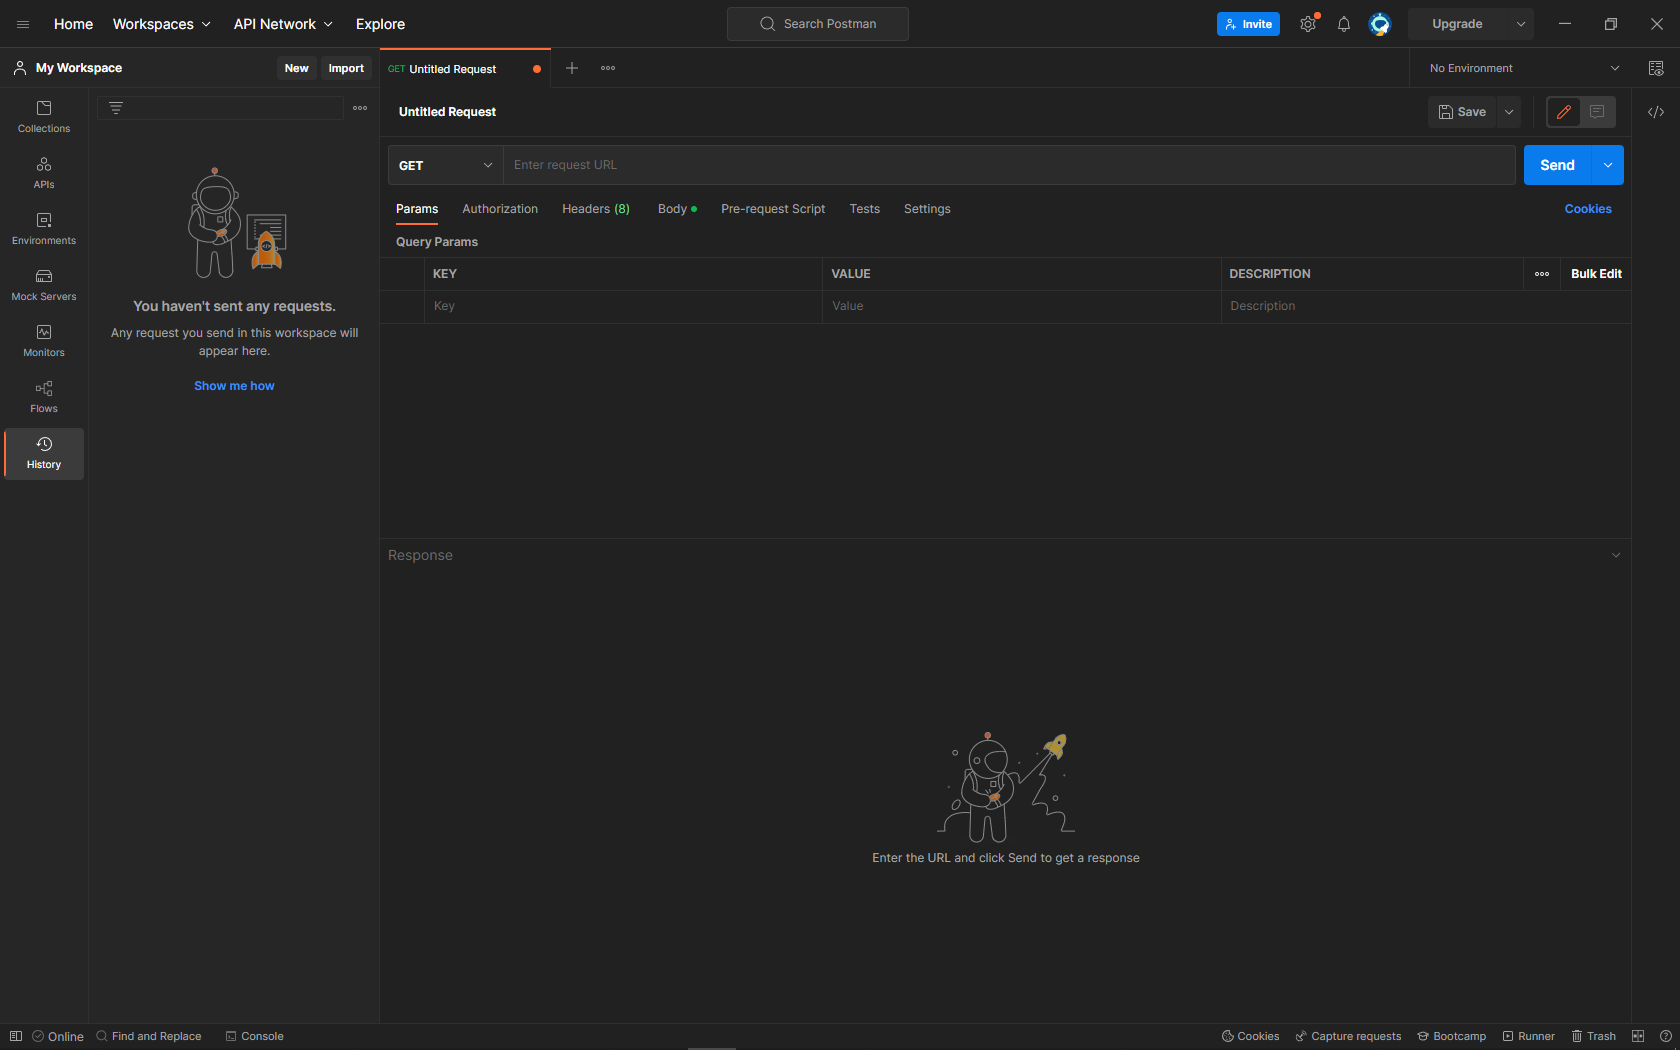 Home Workspaces API Network Explore Search Postman Invite Upgrade
My Workspace New Import GET Untitled Request No Environment
Collections
APIs
Environments
Mock Servers
Monitors
Flows
History
You haven't sent any requests.
Any request you send in this workspace will
appear here.
Show me how
Untitled Request Save
GET Enter request URL Send
Params Authorization Headers (8) Body Pre-request Script Tests Settings Cookies
Query Params
KEY VALUE DESCRIPTION Bulk Edit
Key Value Description
Response
Enter the URL and click Send to get a response
Online Find and Replace Console Cookies Capture requests Bootcamp Runner Trash